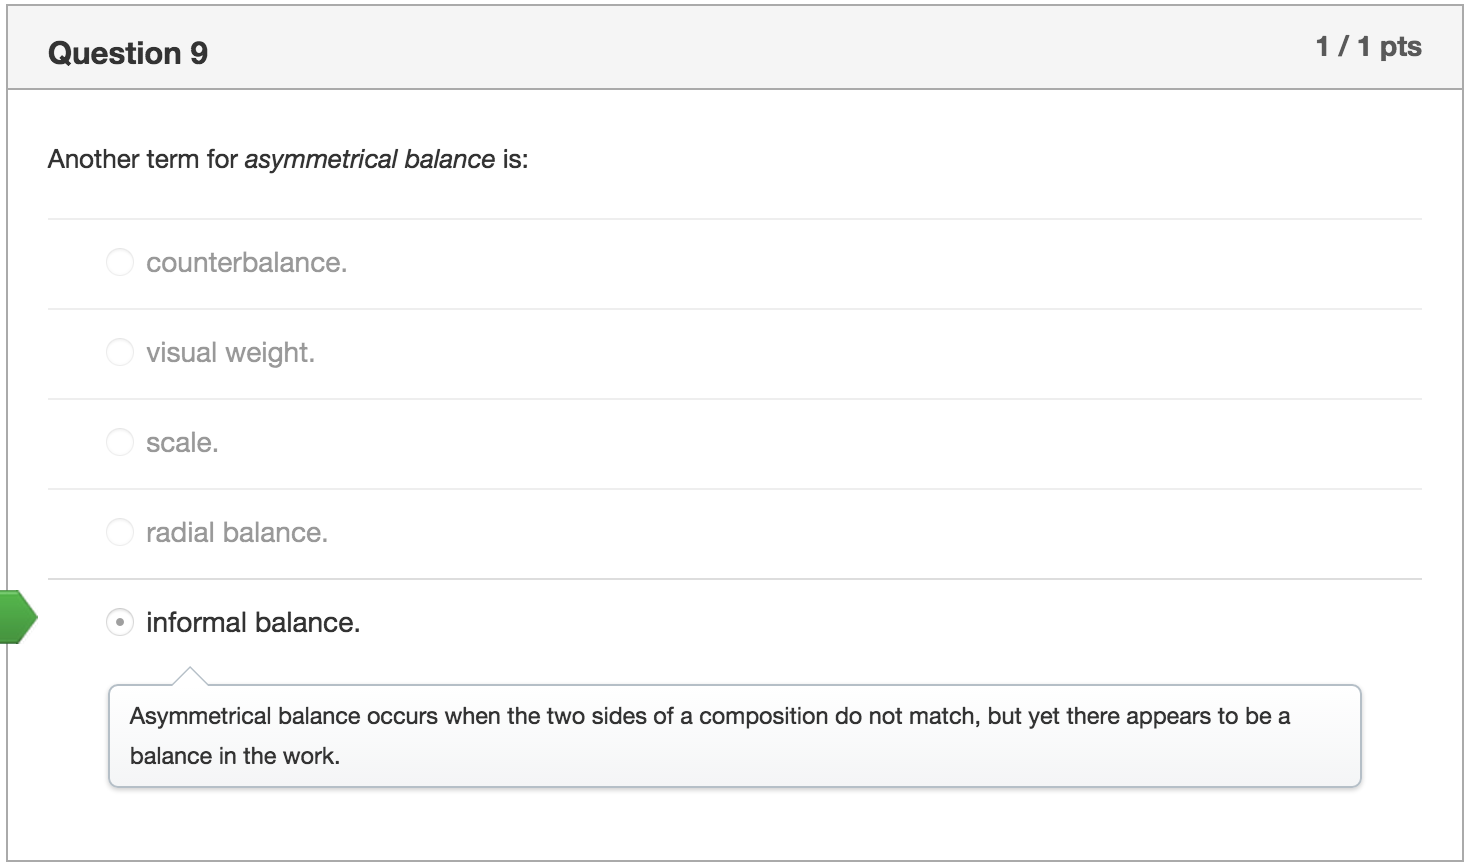 Question 9
1 / 1 pts
Another term for asymmetrical balance is:
counterbalance.
visual weight.
scale.
radial balance.
informal balance.
Asymmetrical balance occurs when the two sides of a composition do not match, but yet there appears to be a
balance in the work.